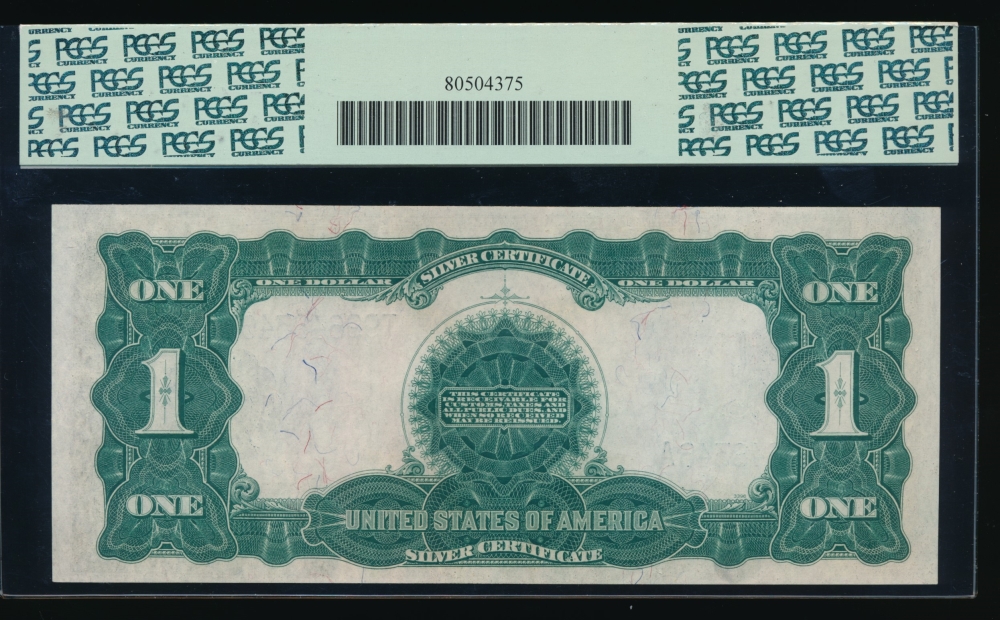 PCGS CURRENCY
80504375
SILVER CERTIFICATE
ONE DOLLAR
ONE DOLLAR
ONE
ONE
THIS CERTIFICATE
IS RECEIVABLE FOR
CUSTOMS, TAXES AND
ALL PUBLIC DUES, AND
WHEN SO RECEIVED
MAY BE REISSUED.
1
1
ONE
ONE
UNITED STATES OF AMERICA
SILVER CERTIFICATE